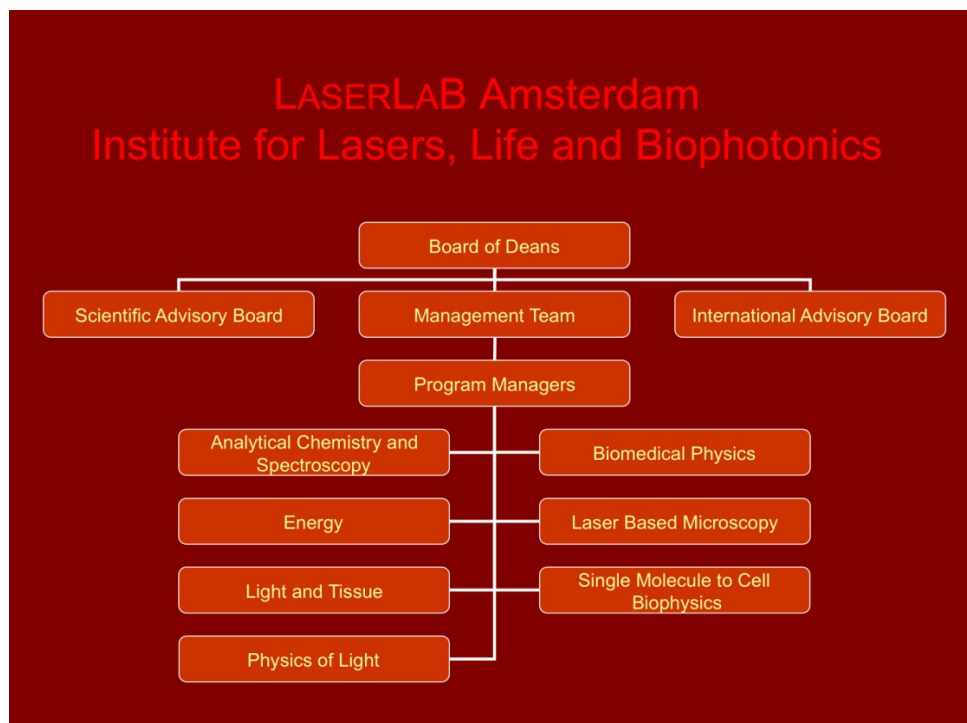 LASERLAB Amsterdam
Institute for Lasers, Life and Biophotonics
Board of Deans
Scientific Advisory Board
Management Team
International Advisory Board
Program Managers
Analytical Chemistry and
Spectroscopy
Biomedical Physics
Energy
Laser Based Microscopy
Light and Tissue
Single Molecule to Cell
Biophysics
Physics of Light